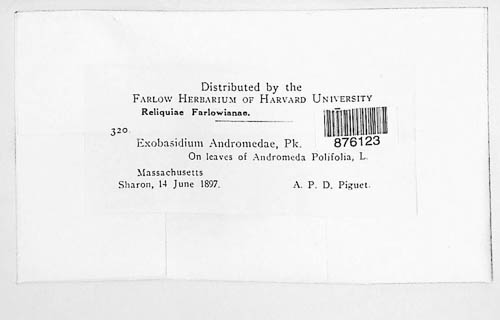 Distributed by the
FARLOW HERBARIUM OF HARVARD UNIVERSITY
Reliquiae Farlowianae.
876123
320.
Exobasidium Andromedae, Pk.
On leaves of Andromeda Polifolia, L.
Massachusetts
Sharon, 14 June 1897.    A. P. D. Piguet.